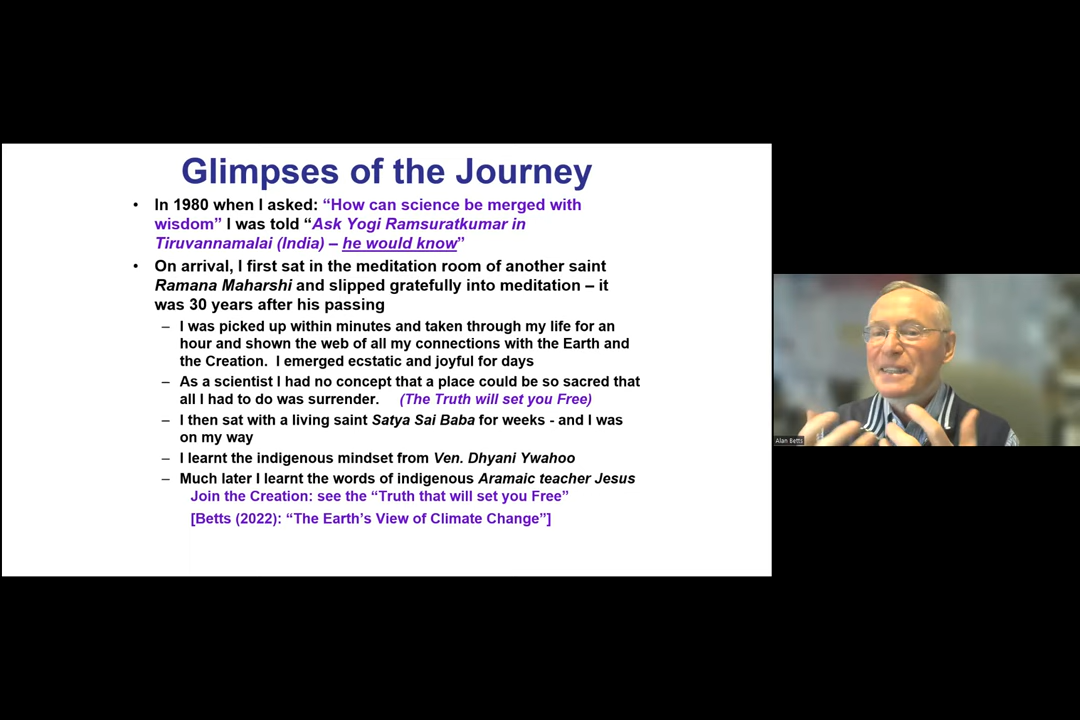 Glimpses of the Journey
• In 1980 when I asked: “How can science be merged with
wisdom” I was told “Ask Yogi Ramsuratkumar in
Tiruvannamalai (India) – he would know”
• On arrival, I first sat in the meditation room of another saint
Ramana Maharshi and slipped gratefully into meditation – it
was 30 years after his passing
– I was picked up within minutes and taken through my life for an
hour and shown the web of all my connections with the Earth and
the Creation. I emerged ecstatic and joyful for days
– As a scientist I had no concept that a place could be so sacred that
all I had to do was surrender. (The Truth will set you Free)
– I then sat with a living saint Satya Sai Baba for weeks - and I was
on my way
– I learnt the indigenous mindset from Ven. Dhyani Ywahoo
– Much later I learnt the words of indigenous Aramaic teacher Jesus
Join the Creation: see the “Truth that will set you Free”
[Betts (2022): “The Earth’s View of Climate Change”]
Alan Betts